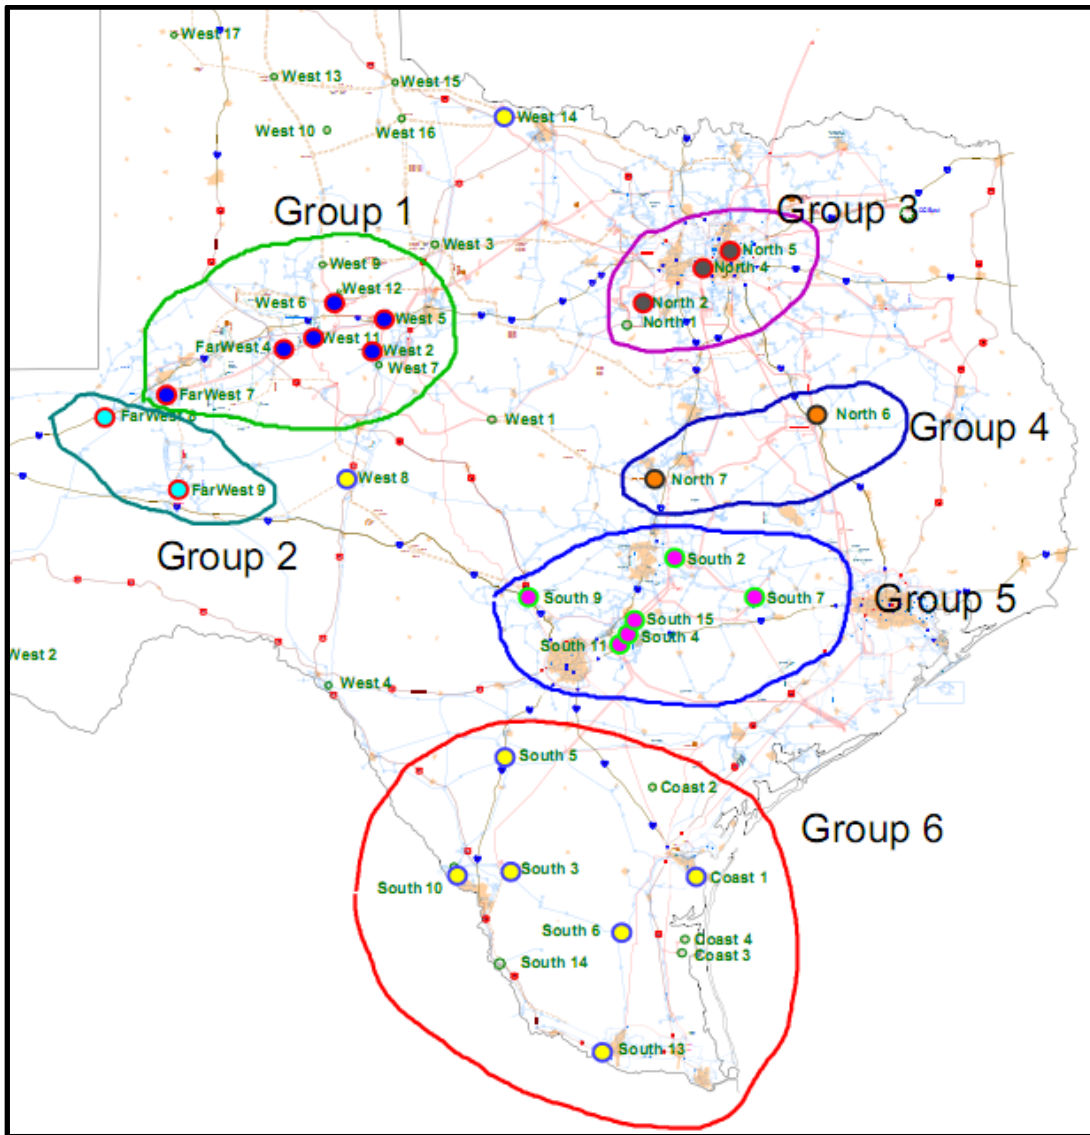 West 17
West 13
West 15
West 10
West 16
West 14
Group 1
Group 3
West 3
North 5
West 9
North 4
West 12
West 6
North 2
West 5
North 1
West 11
FarWest 4
West 2
West 7
FarWest 7
FarWest 8
West 1
North 6
Group 4
West 8
North 7
FarWest 9
Group 2
South 2
South 9
South 7
Group 5
South 15
South 4
South 11
West 2
West 4
South 5
Coast 2
Group 6
South 3
South 10
Coast 1
South 6
Coast 4
Coast 3
South 14
South 13